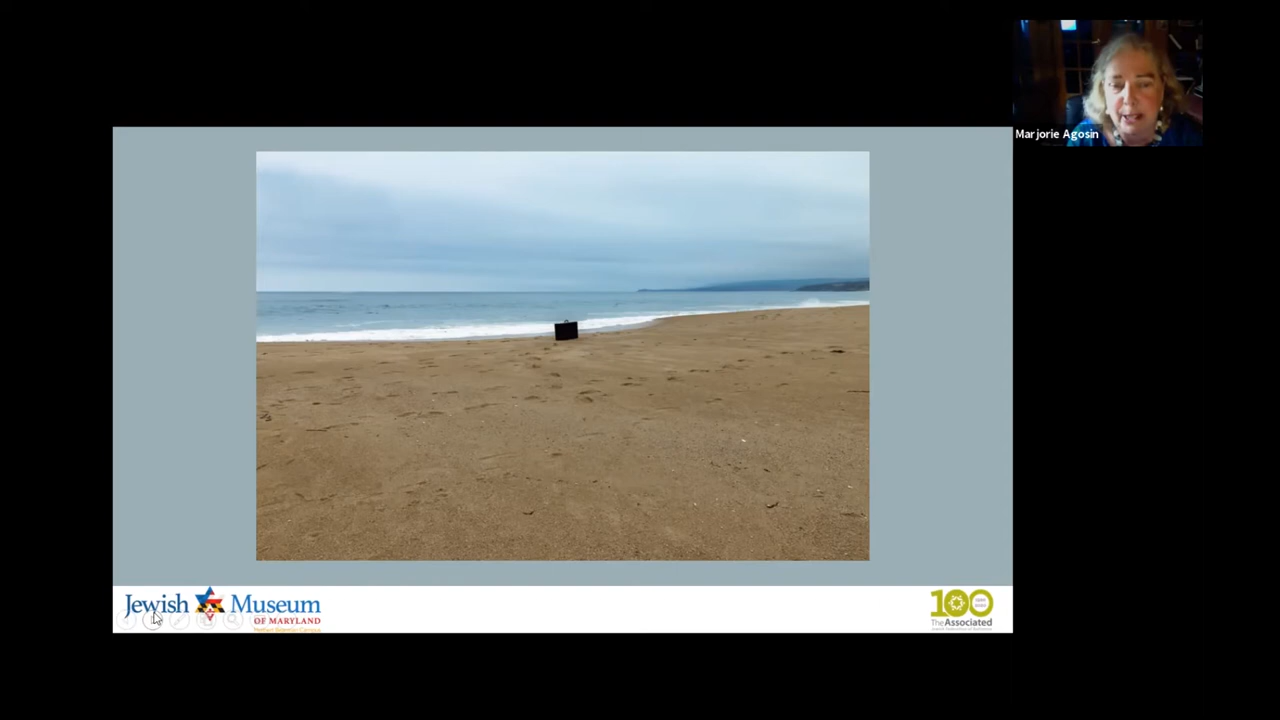 Marjorie Agosin
Jewish Museum
OF MARYLAND
100
The Associated